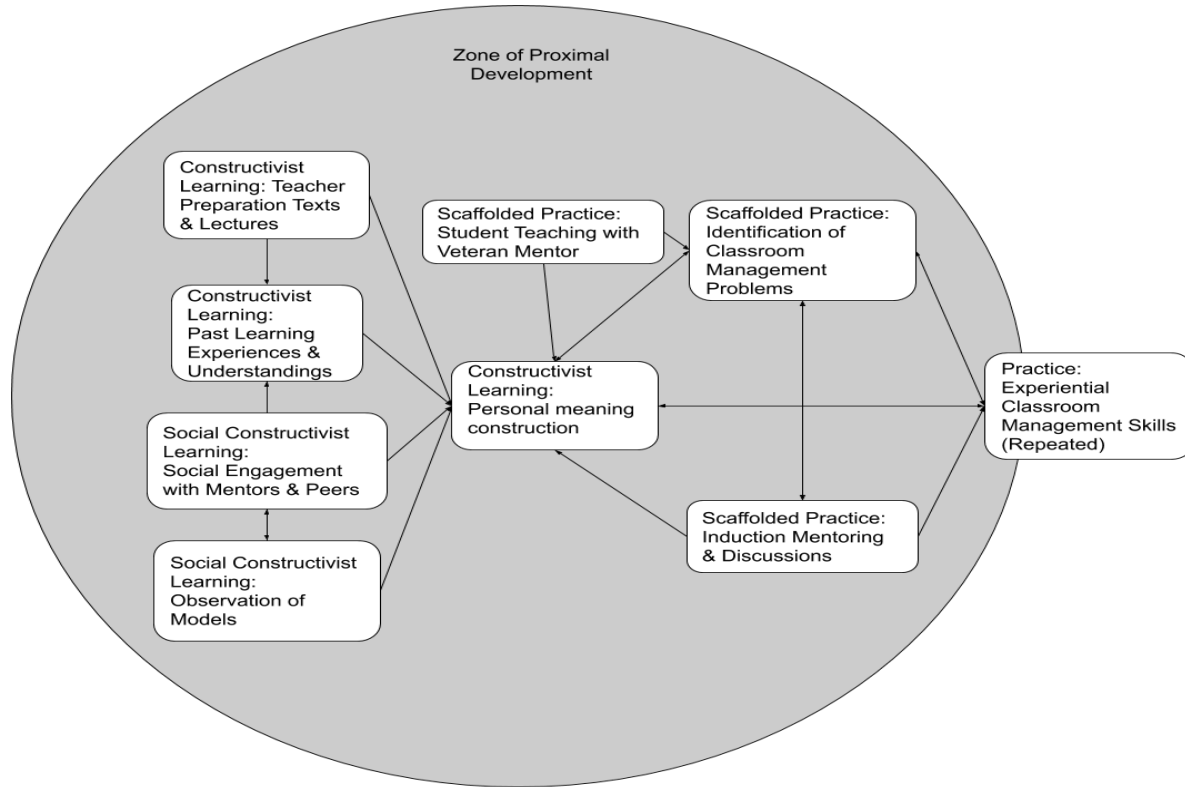 Zone of Proximal
Development
Constructivist
Learning: Teacher
Preparation Texts
& Lectures
Constructivist
Learning:
Past Learning
Experiences &
Understandings
Social Constructivist
Learning:
Social Engagement
with Mentors & Peers
Social Constructivist
Learning:
Observation of
Models
Scaffolded Practice:
Student Teaching with
Veteran Mentor
Constructivist
Learning:
Personal meaning
construction
Scaffolded Practice:
Identification of
Classroom
Management
Problems
Scaffolded Practice:
Induction Mentoring
& Discussions
Practice:
Experiential
Classroom
Management Skills
(Repeated)